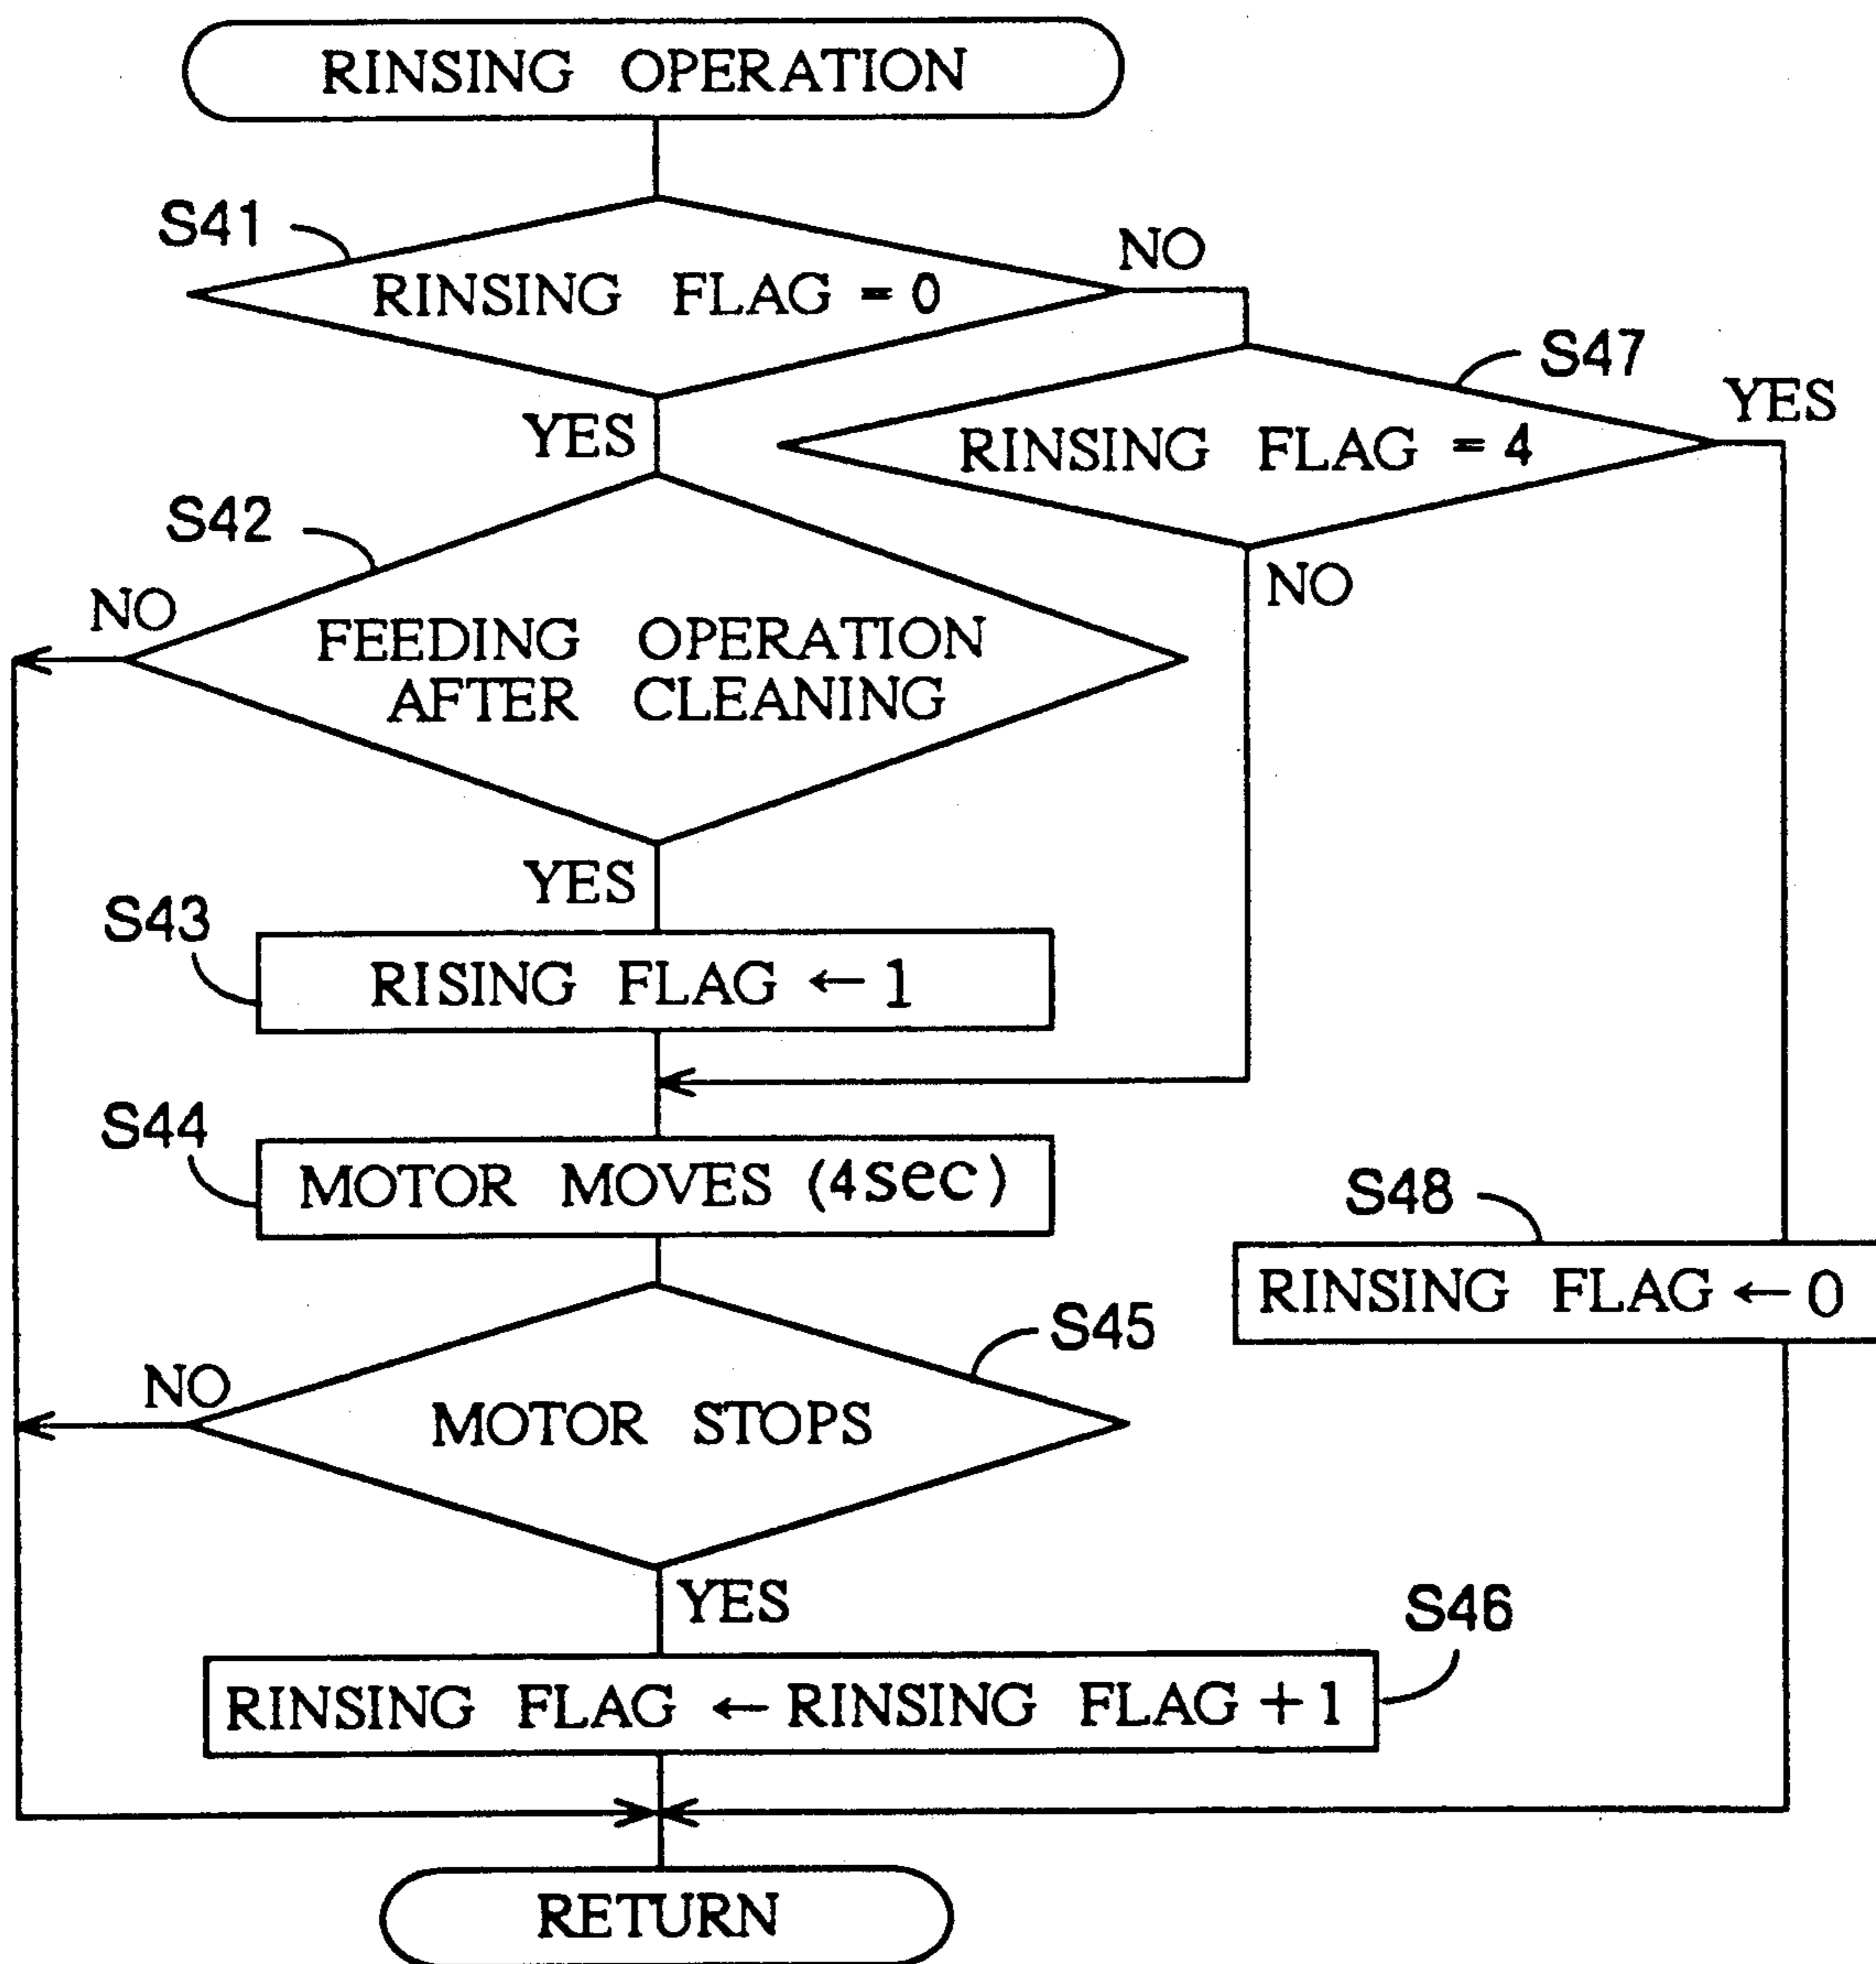 RINSING OPERATION
S41
RINSING FLAG = 0
NO
S47
YES
YES
RINSING FLAG = 4
S42
NO
NO
FEEDING OPERATION
AFTER CLEANING
YES
S43
RISING FLAG ← 1
S44
MOTOR MOVES (4sec)
S48
RINSING FLAG ← 0
S45
NO
MOTOR STOPS
YES
S46
RINSING FLAG ← RINSING FLAG + 1
RETURN